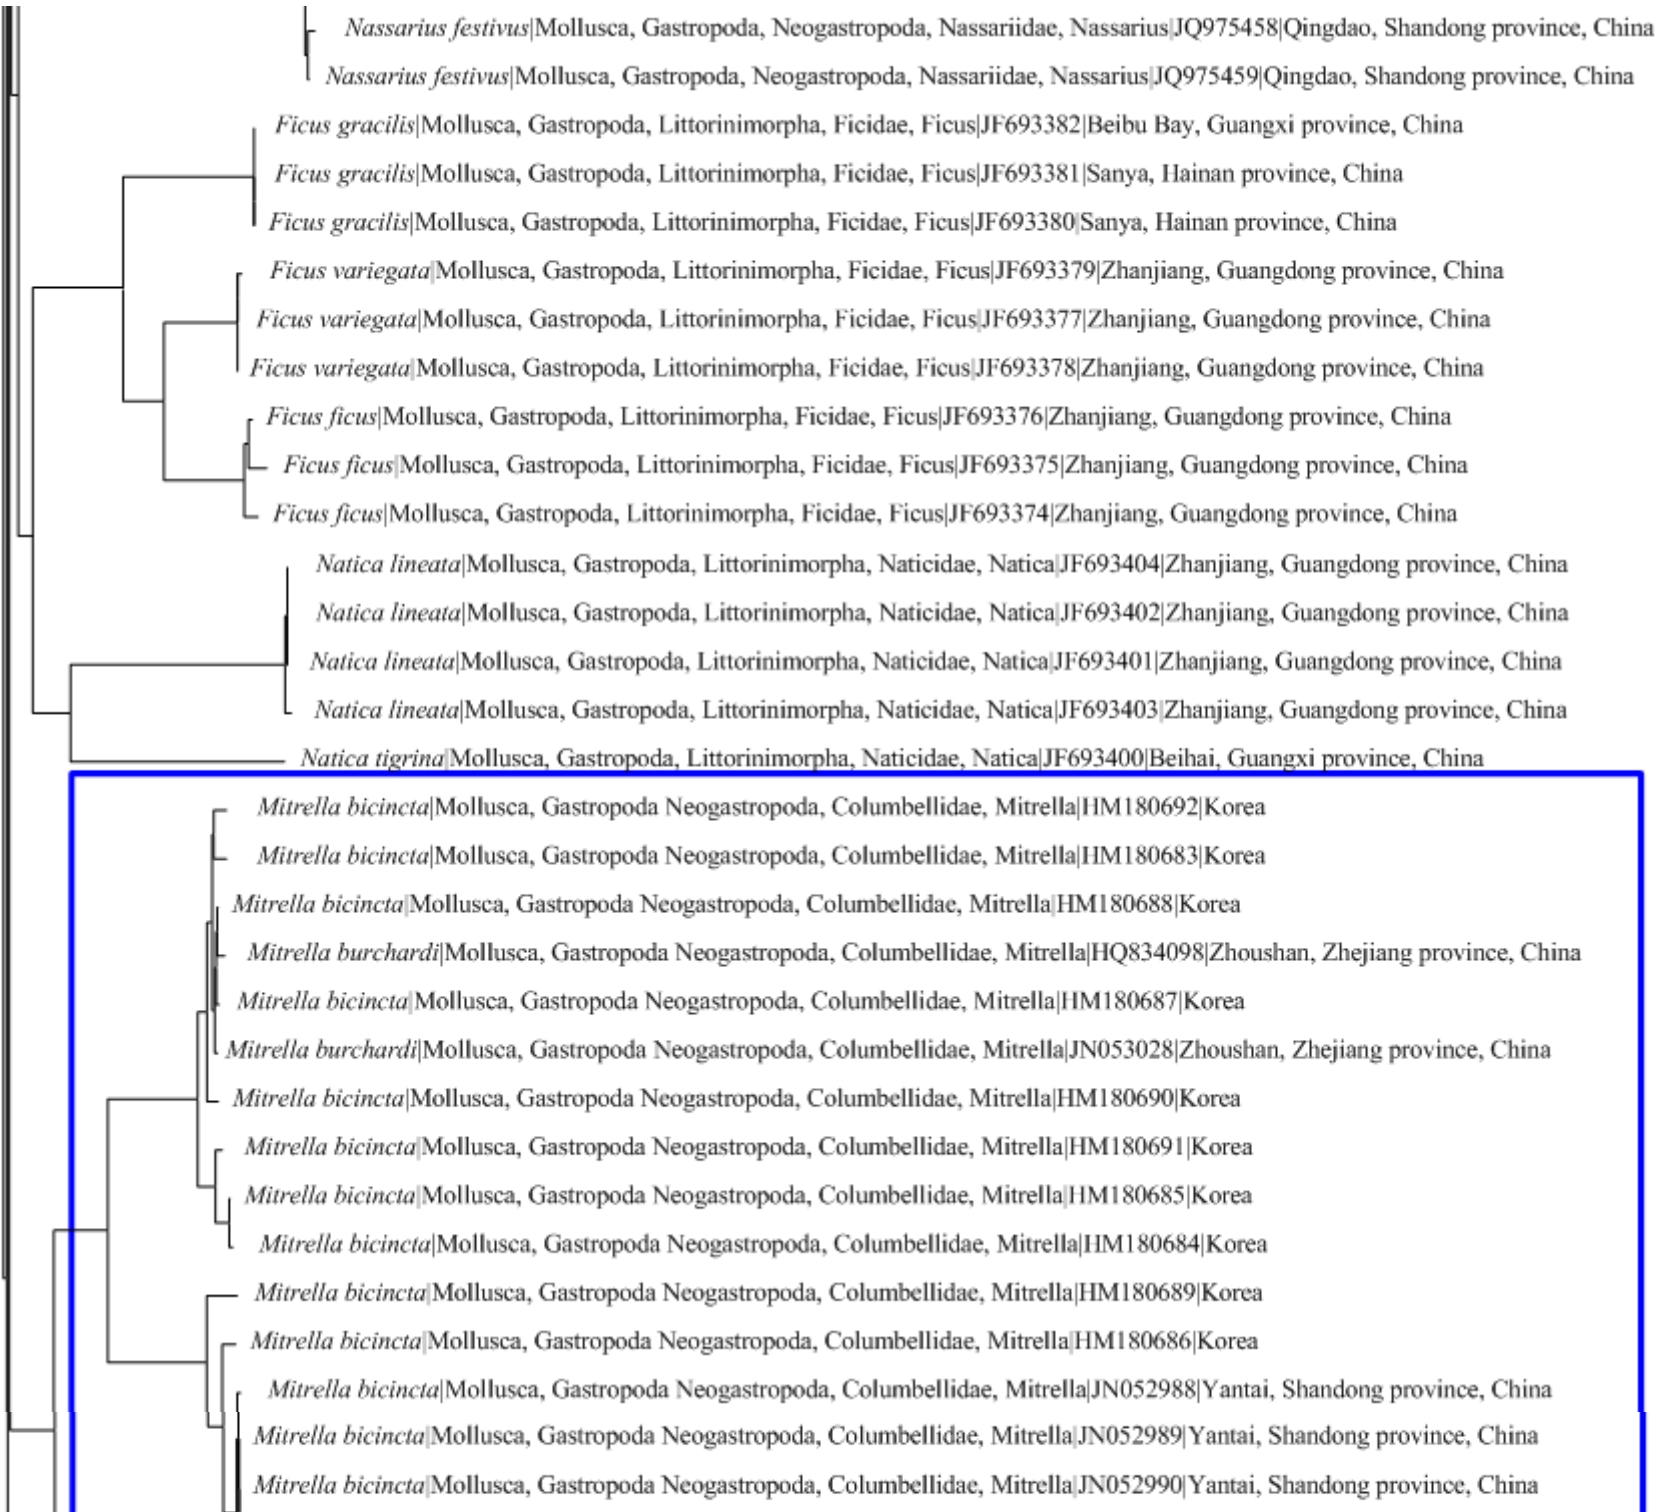 Nassarius festivus|Mollusca, Gastropoda, Neogastropoda, Nassariidae, Nassarius|JQ975458|Qingdao, Shandong province, China
Nassarius festivus|Mollusca, Gastropoda, Neogastropoda, Nassariidae, Nassarius|JQ975459|Qingdao, Shandong province, China
Ficus gracilis|Mollusca, Gastropoda, Littorinimorpha, Ficidae, Ficus|JF693382|Beibu Bay, Guangxi province, China
Ficus gracilis|Mollusca, Gastropoda, Littorinimorpha, Ficidae, Ficus|JF693381|Sanya, Hainan province, China
Ficus gracilis|Mollusca, Gastropoda, Littorinimorpha, Ficidae, Ficus|JF693380|Sanya, Hainan province, China
Ficus variegata|Mollusca, Gastropoda, Littorinimorpha, Ficidae, Ficus|JF693379|Zhanjiang, Guangdong province, China
Ficus variegata|Mollusca, Gastropoda, Littorinimorpha, Ficidae, Ficus|JF693377|Zhanjiang, Guangdong province, China
Ficus variegata|Mollusca, Gastropoda, Littorinimorpha, Ficidae, Ficus|JF693378|Zhanjiang, Guangdong province, China
Ficus ficus|Mollusca, Gastropoda, Littorinimorpha, Ficidae, Ficus|JF693376|Zhanjiang, Guangdong province, China
Ficus ficus|Mollusca, Gastropoda, Littorinimorpha, Ficidae, Ficus|JF693375|Zhanjiang, Guangdong province, China
Ficus ficus|Mollusca, Gastropoda, Littorinimorpha, Ficidae, Ficus|JF693374|Zhanjiang, Guangdong province, China
Natica lineata|Mollusca, Gastropoda, Littorinimorpha, Naticidae, Natica|JF693404|Zhanjiang, Guangdong province, China
Natica lineata|Mollusca, Gastropoda, Littorinimorpha, Naticidae, Natica|JF693402|Zhanjiang, Guangdong province, China
Natica lineata|Mollusca, Gastropoda, Littorinimorpha, Naticidae, Natica|JF693401|Zhanjiang, Guangdong province, China
Natica lineata|Mollusca, Gastropoda, Littorinimorpha, Naticidae, Natica|JF693403|Zhanjiang, Guangdong province, China
Natica tigrina|Mollusca, Gastropoda, Littorinimorpha, Naticidae, Natica|JF693400|Beihai, Guangxi province, China
Mitrella bicincta|Mollusca, Gastropoda Neogastropoda, Columbellidae, Mitrella|HM180692|Korea
Mitrella bicincta|Mollusca, Gastropoda Neogastropoda, Columbellidae, Mitrella|HM180683|Korea
Mitrella bicincta|Mollusca, Gastropoda Neogastropoda, Columbellidae, Mitrella|HM180688|Korea
Mitrella burchardi|Mollusca, Gastropoda Neogastropoda, Columbellidae, Mitrella|HQ834098|Zhoushan, Zhejiang province, China
Mitrella bicincta|Mollusca, Gastropoda Neogastropoda, Columbellidae, Mitrella|HM180687|Korea
Mitrella burchardi|Mollusca, Gastropoda Neogastropoda, Columbellidae, Mitrella|JN053028|Zhoushan, Zhejiang province, China
Mitrella bicincta|Mollusca, Gastropoda Neogastropoda, Columbellidae, Mitrella|HM180690|Korea
Mitrella bicincta|Mollusca, Gastropoda Neogastropoda, Columbellidae, Mitrella|HM180691|Korea
Mitrella bicincta|Mollusca, Gastropoda Neogastropoda, Columbellidae, Mitrella|HM180685|Korea
Mitrella bicincta|Mollusca, Gastropoda Neogastropoda, Columbellidae, Mitrella|HM180684|Korea
Mitrella bicincta|Mollusca, Gastropoda Neogastropoda, Columbellidae, Mitrella|HM180689|Korea
Mitrella bicincta|Mollusca, Gastropoda Neogastropoda, Columbellidae, Mitrella|HM180686|Korea
Mitrella bicincta|Mollusca, Gastropoda Neogastropoda, Columbellidae, Mitrella|JN052988|Yantai, Shandong province, China
Mitrella bicincta|Mollusca, Gastropoda Neogastropoda, Columbellidae, Mitrella|JN052989|Yantai, Shandong province, China
Mitrella bicincta|Mollusca, Gastropoda Neogastropoda, Columbellidae, Mitrella|JN052990|Yantai, Shandong province, China